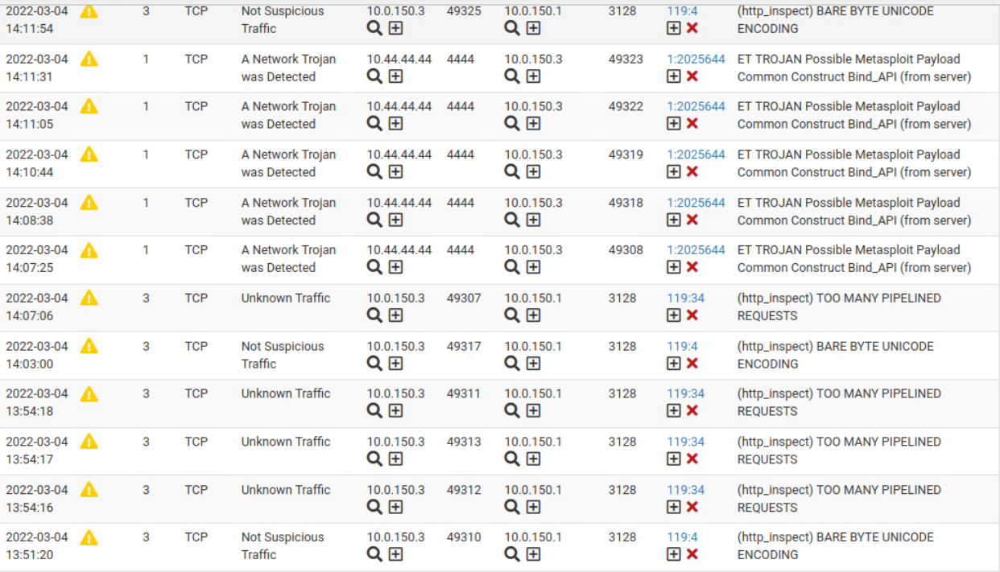 2022-03-04 3 TCP Not Suspicious 10.0.150.3 49325 10.0.150.1 3128 119:4 (http_inspect) BARE BYTE UNICODE
14:11:54 Traffic ENCODING
2022-03-04 1 TCP A Network Trojan 10.44.44.44 4444 10.0.150.3 49323 1:2025644 ET TROJAN Possible Metasploit Payload
14:11:31 was Detected Common Construct Bind_API (from server)
2022-03-04 1 TCP A Network Trojan 10.44.44.44 4444 10.0.150.3 49322 1:2025644 ET TROJAN Possible Metasploit Payload
14:11:05 was Detected Common Construct Bind_API (from server)
2022-03-04 1 TCP A Network Trojan 10.44.44.44 4444 10.0.150.3 49319 1:2025644 ET TROJAN Possible Metasploit Payload
14:10:44 was Detected Common Construct Bind_API (from server)
2022-03-04 1 TCP A Network Trojan 10.44.44.44 4444 10.0.150.3 49318 1:2025644 ET TROJAN Possible Metasploit Payload
14:08:38 was Detected Common Construct Bind_API (from server)
2022-03-04 1 TCP A Network Trojan 10.44.44.44 4444 10.0.150.3 49308 1:2025644 ET TROJAN Possible Metasploit Payload
14:07:25 was Detected Common Construct Bind_API (from server)
2022-03-04 3 TCP Unknown Traffic 10.0.150.3 49307 10.0.150.1 3128 119:34 (http_inspect) TOO MANY PIPELINED
14:07:06 REQUESTS
2022-03-04 3 TCP Not Suspicious 10.0.150.3 49317 10.0.150.1 3128 119:4 (http_inspect) BARE BYTE UNICODE
14:03:00 Traffic ENCODING
2022-03-04 3 TCP Unknown Traffic 10.0.150.3 49311 10.0.150.1 3128 119:34 (http_inspect) TOO MANY PIPELINED
13:54:18 REQUESTS
2022-03-04 3 TCP Unknown Traffic 10.0.150.3 49313 10.0.150.1 3128 119:34 (http_inspect) TOO MANY PIPELINED
13:54:17 REQUESTS
2022-03-04 3 TCP Unknown Traffic 10.0.150.3 49312 10.0.150.1 3128 119:34 (http_inspect) TOO MANY PIPELINED
13:54:16 REQUESTS
2022-03-04 3 TCP Not Suspicious 10.0.150.3 49310 10.0.150.1 3128 119:4 (http_inspect) BARE BYTE UNICODE
13:51:20 Traffic ENCODING